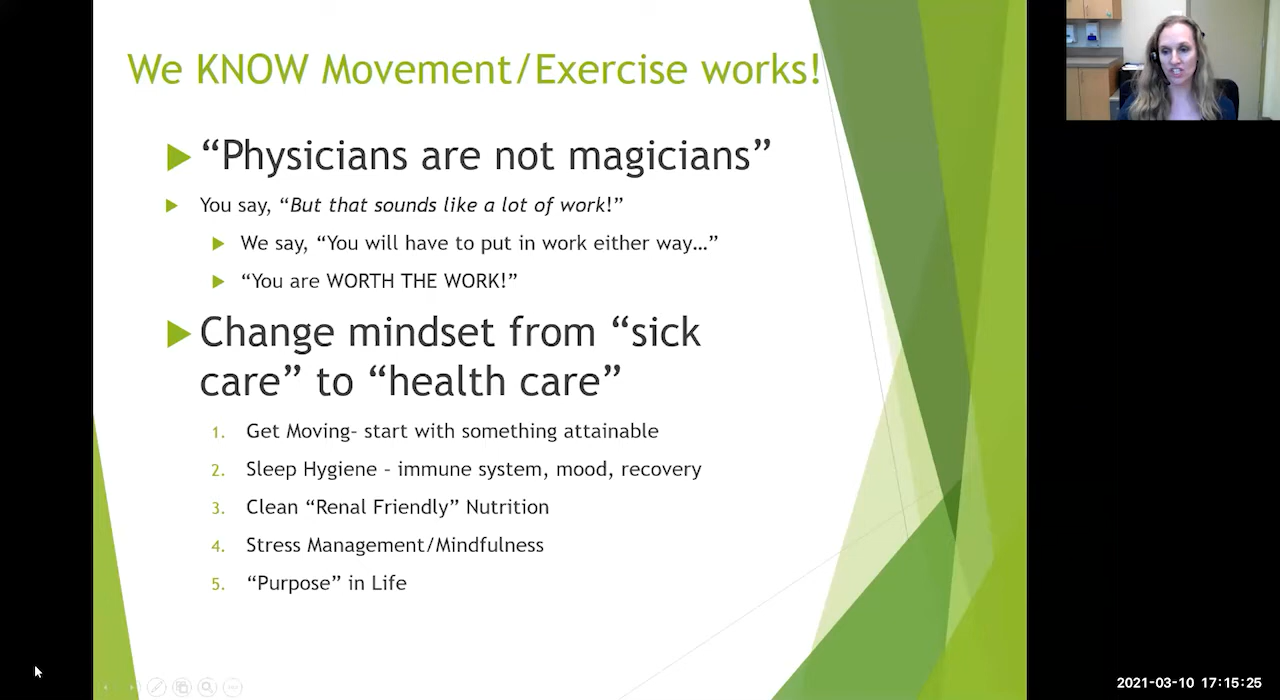 We KNOW Movement/Exercise works!
“Physicians are not magicians”
You say, “But that sounds like a lot of work!”
We say, “You will have to put in work either way…”
“You are WORTH THE WORK!”
Change mindset from “sick
care” to “health care”
1. Get Moving– start with something attainable
2. Sleep Hygiene – immune system, mood, recovery
3. Clean “Renal Friendly” Nutrition
4. Stress Management/Mindfulness
5. “Purpose” in Life
2021-03-10 17:15:25